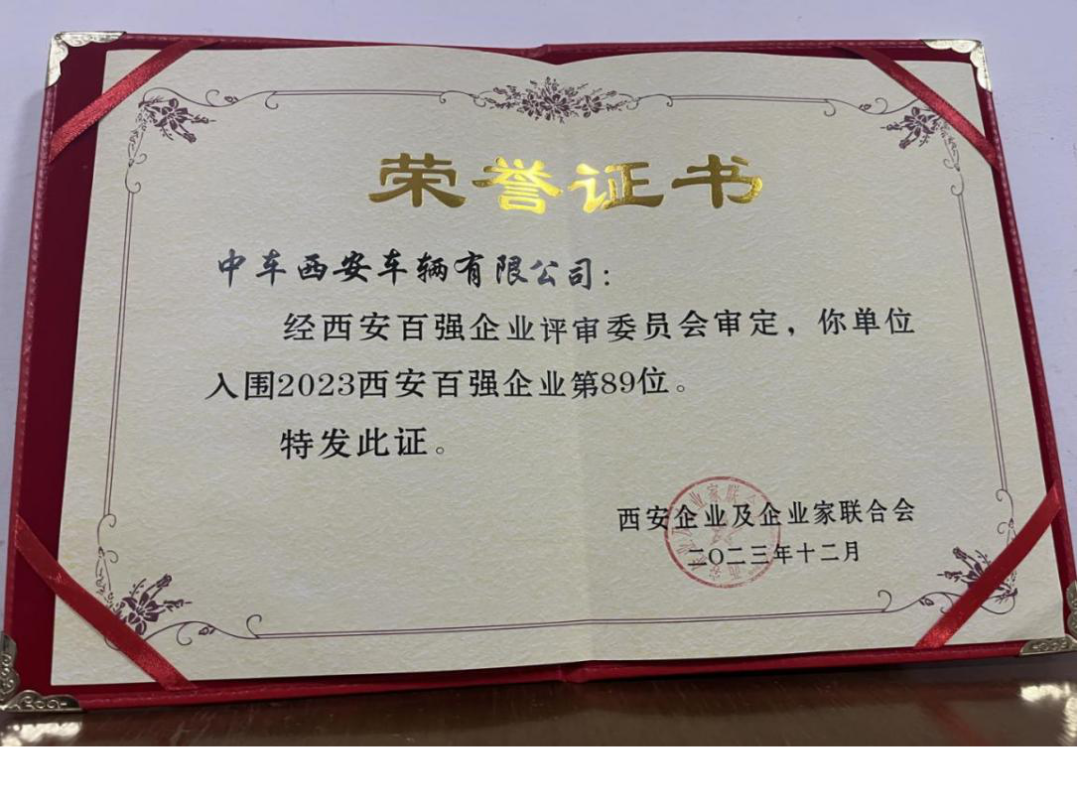 荣誉证书
中车西安车辆有限公司：
经西安百强企业评审委员会审定，你单位
入围2023西安百强企业第89位。
特发此证。
西安企业及企业家联合会
二〇二三年十二月